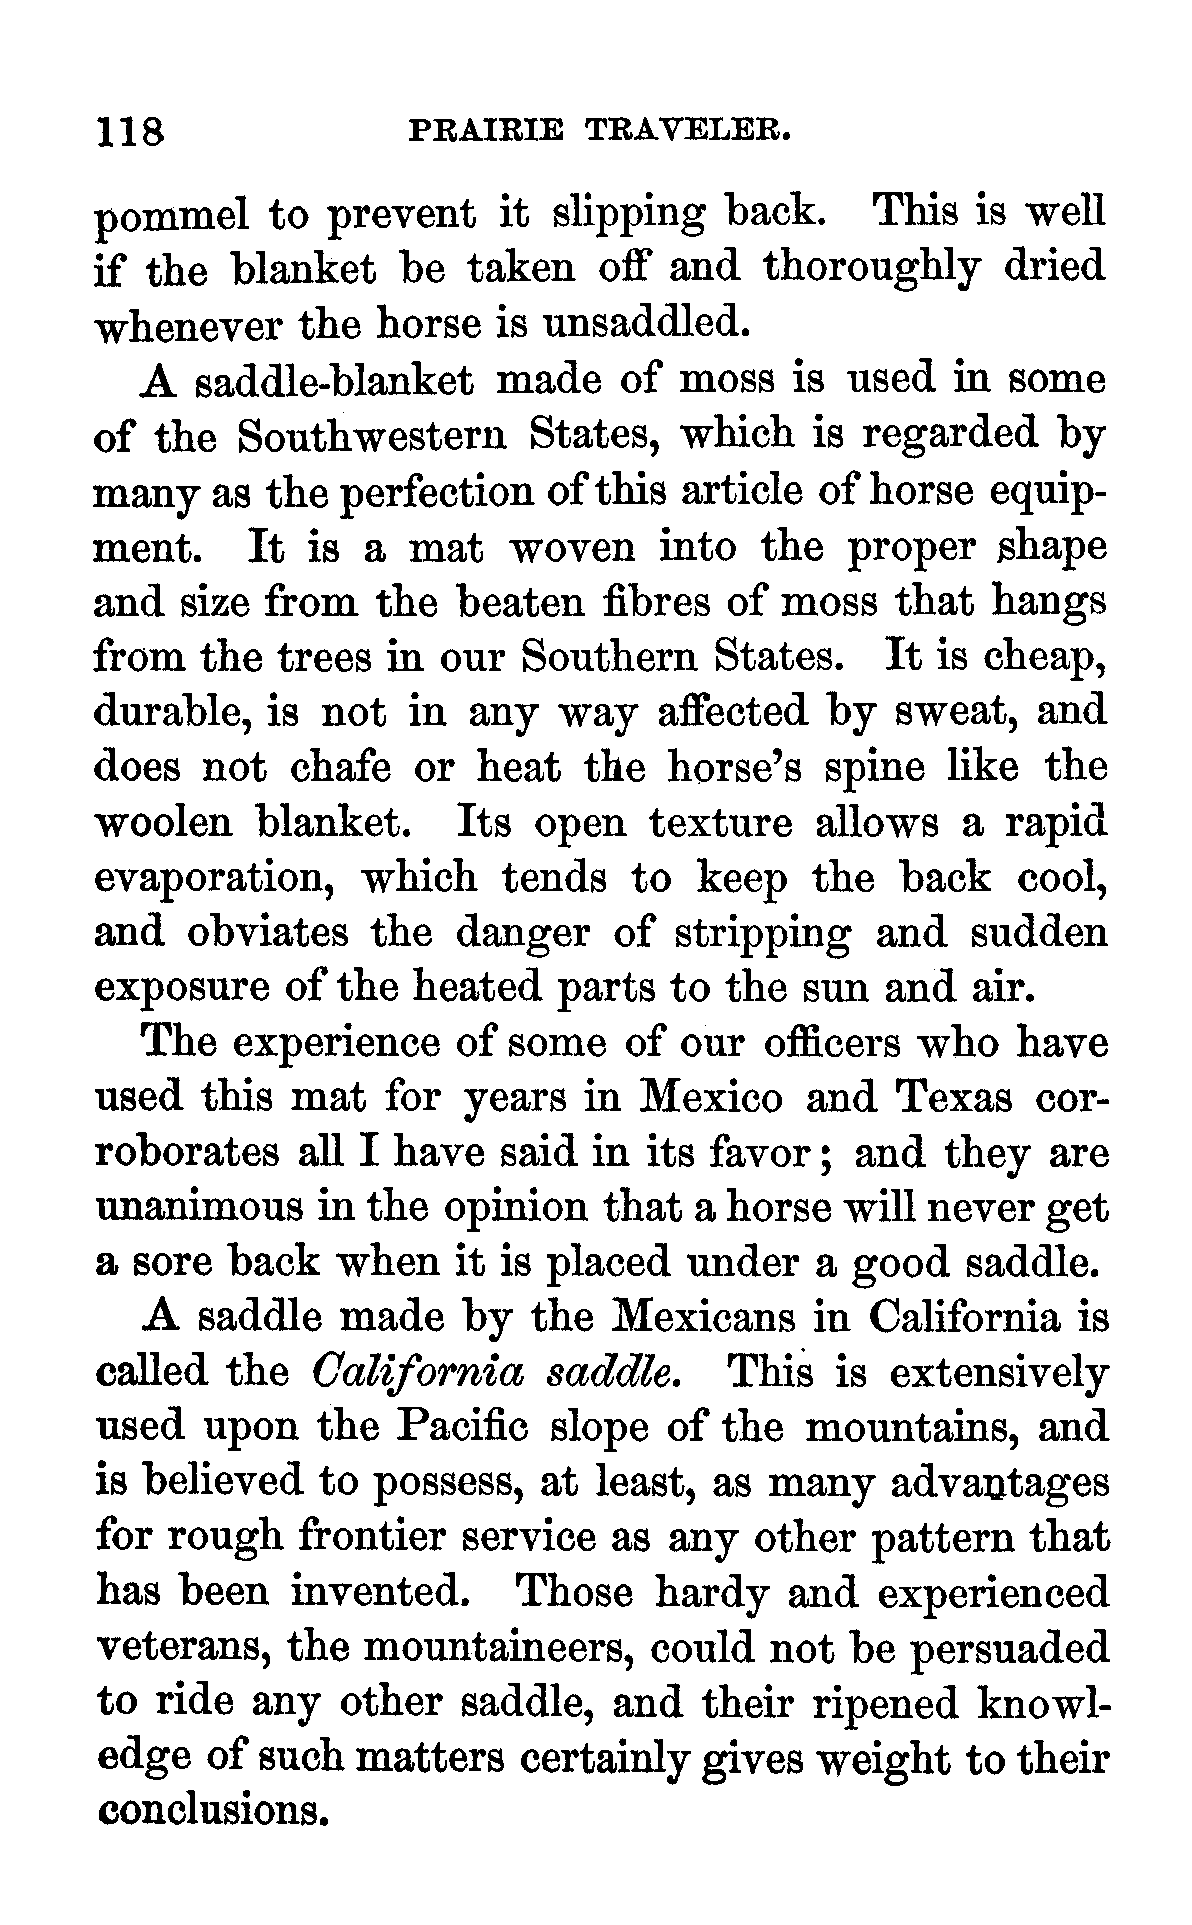 118 PRAIRIE TRAVELER.
pommel to prevent it slipping back. This is well
if the blanket be taken off and thoroughly dried
whenever the horse is unsaddled.
A saddle-blanket made of moss is used in some
of the Southwestern States, which is regarded by
many as the perfection of this article of horse equip-
ment. It is a mat woven into the proper shape
and size from the beaten fibres of moss that hangs
from the trees in our Southern States. It is cheap,
durable, is not in any way affected by sweat, and
does not chafe or heat the horse's spine like the
woolen blanket. Its open texture allows a rapid
evaporation, which tends to keep the back cool,
and obviates the danger of stripping and sudden
exposure of the heated parts to the sun and air.
The experience of some of our officers who have
used this mat for years in Mexico and Texas cor-
roborates all I have said in its favor; and they are
unanimous in the opinion that a horse will never get
a sore back when it is placed under a good saddle.
A saddle made by the Mexicans in California is
called the California saddle. This is extensively
used upon the Pacific slope of the mountains, and
is believed to possess, at least, as many advantages
for rough frontier service as any other pattern that
has been invented. Those hardy and experienced
veterans, the mountaineers, could not be persuaded
to ride any other saddle, and their ripened knowl-
edge of such matters certainly gives weight to their
conclusions.